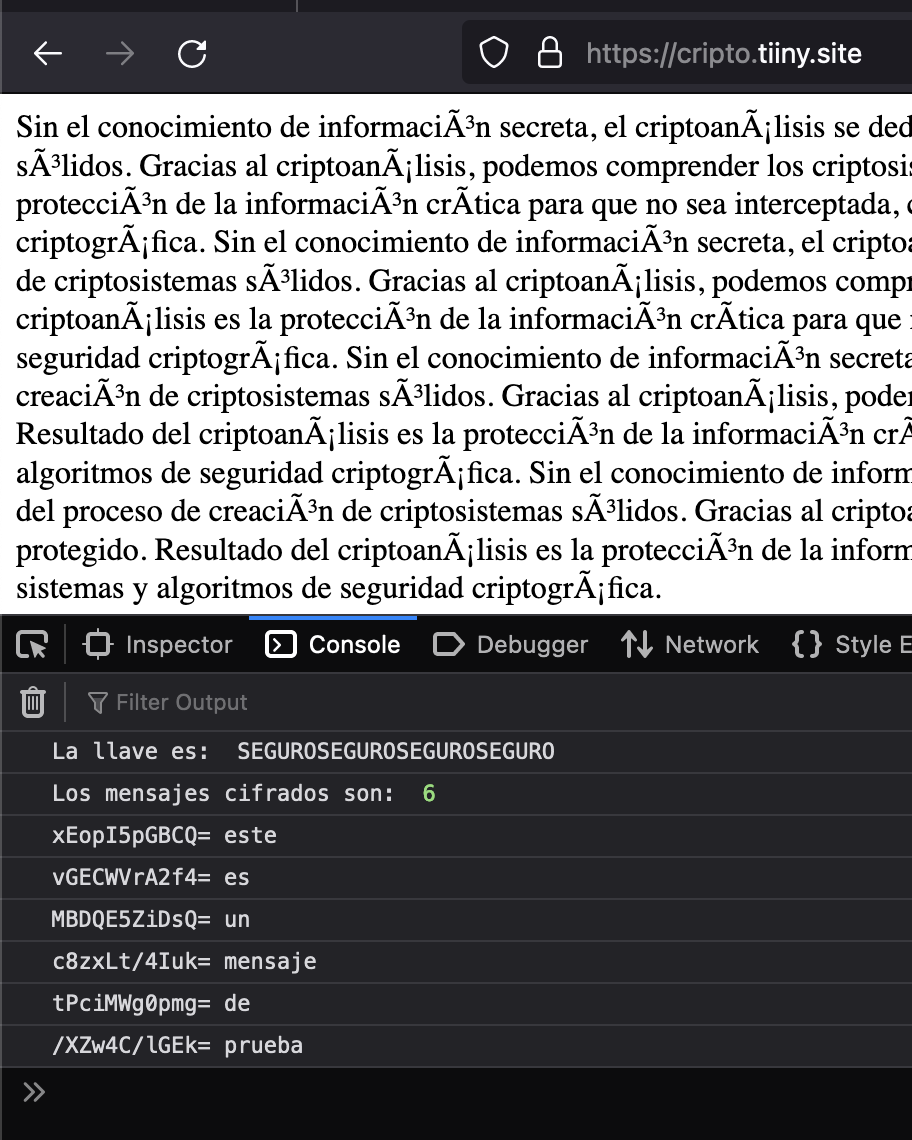 https://cripto.tiiny.site
Sin el conocimiento de informaciÃ³n secreta, el criptoanÃ¡lisis se ded
sÃ³lidos. Gracias al criptoanÃ¡lisis, podemos comprender los criptosis
protecciÃ³n de la informaciÃ³n crÃtica para que no sea interceptada,
criptogrÃ¡fica. Sin el conocimiento de informaciÃ³n secreta, el criptoa
de criptosistemas sÃ³lidos. Gracias al criptoanÃ¡lisis, podemos compr
criptoanÃ¡lisis es la protecciÃ³n de la informaciÃ³n crÃtica para que
seguridad criptogrÃ¡fica. Sin el conocimiento de informaciÃ³n secreta
creaciÃ³n de criptosistemas sÃ³lidos. Gracias al criptoanÃ¡lisis, poder
Resultado del criptoanÃ¡lisis es la protecciÃ³n de la informaciÃ³n crÃ
algoritmos de seguridad criptogrÃ¡fica. Sin el conocimiento de inform
del proceso de creaciÃ³n de criptosistemas sÃ³lidos. Gracias al criptoa
protegido. Resultado del criptoanÃ¡lisis es la protecciÃ³n de la inform
sistemas y algoritmos de seguridad criptogrÃ¡fica.
Inspector Console Debugger Network {} Style E
Filter Output
La llave es: SEGUROSEGUROSEGUROSEGURO
Los mensajes cifrados son: 6
xEopI5pGBCQ= este
vGECWVrA2f4= es
MBDQE5ZiDsQ= un
c8zxLt/4Iuk= mensaje
tPciMWg0pmg= de
/XZw4C/lGEk= prueba